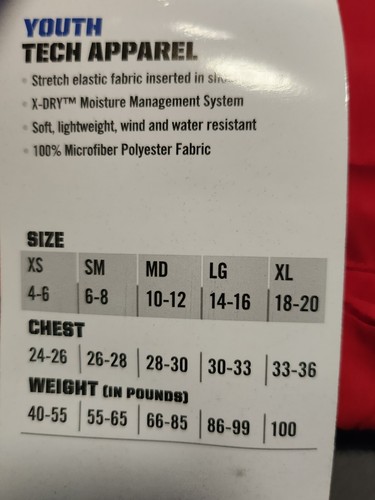 YOUTH
TECH APPAREL
• Stretch elastic fabric inserted in
• X-DRY™ Moisture Management System
• Soft, lightweight, wind and water resistant
• 100% Microfiber Polyester Fabric
SIZE
XS SM MD LG XL
4-6 6-8 10-12 14-16 18-20
CHEST
24-26 26-28 28-30 30-33 33-36
WEIGHT (IN POUNDS)
40-55 55-65 66-85 86-99 100